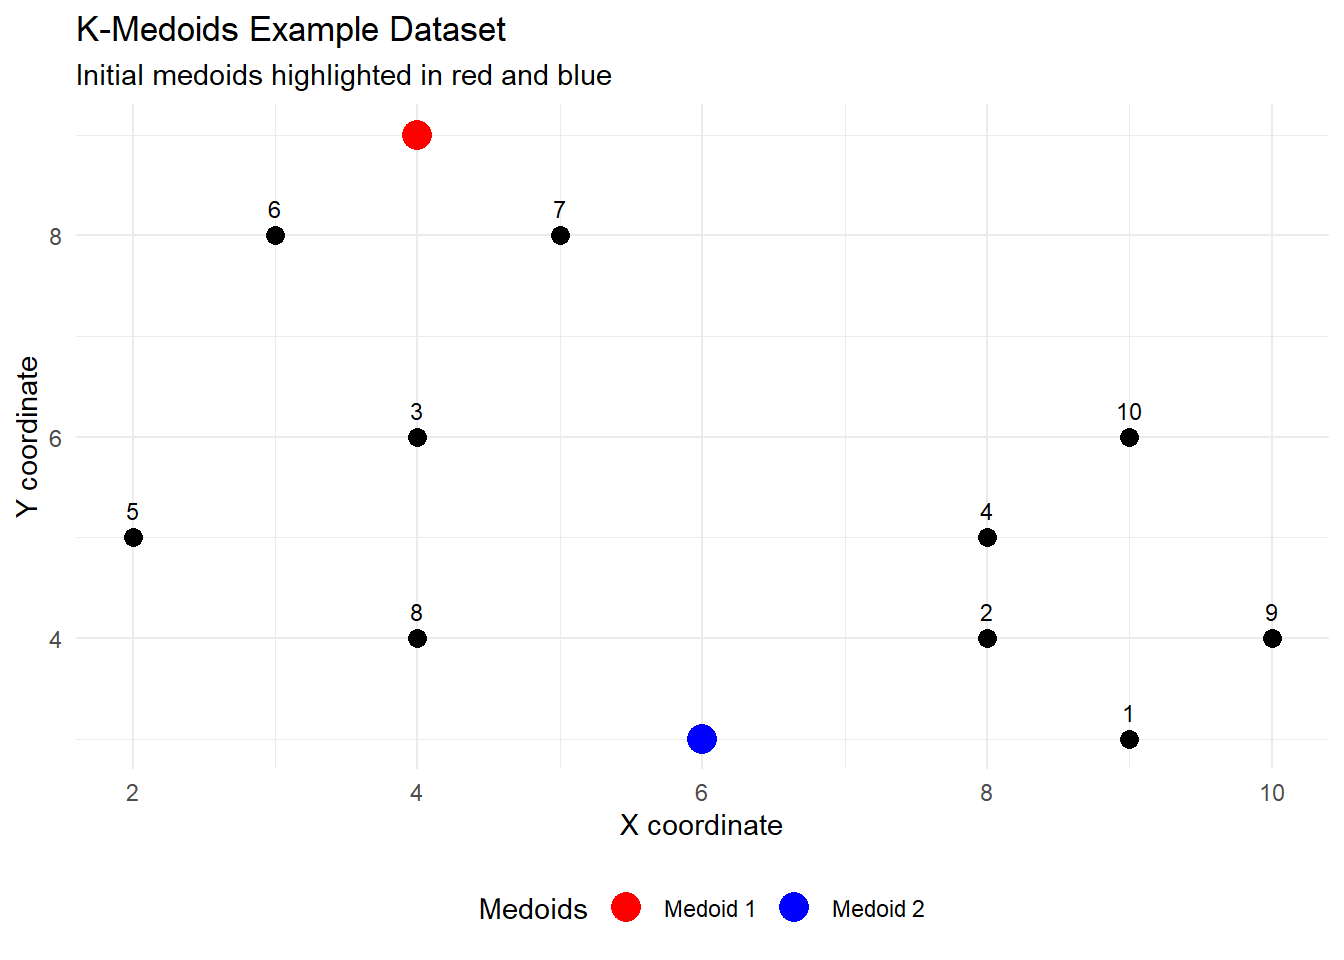 K-Medoids Example Dataset
Initial medoids highlighted in red and blue
6
7
8
3
10
6
5
4
8
2
9
4
1
2
4
6
8
10
Y coordinate
X coordinate
Medoids
Medoid 1
Medoid 2